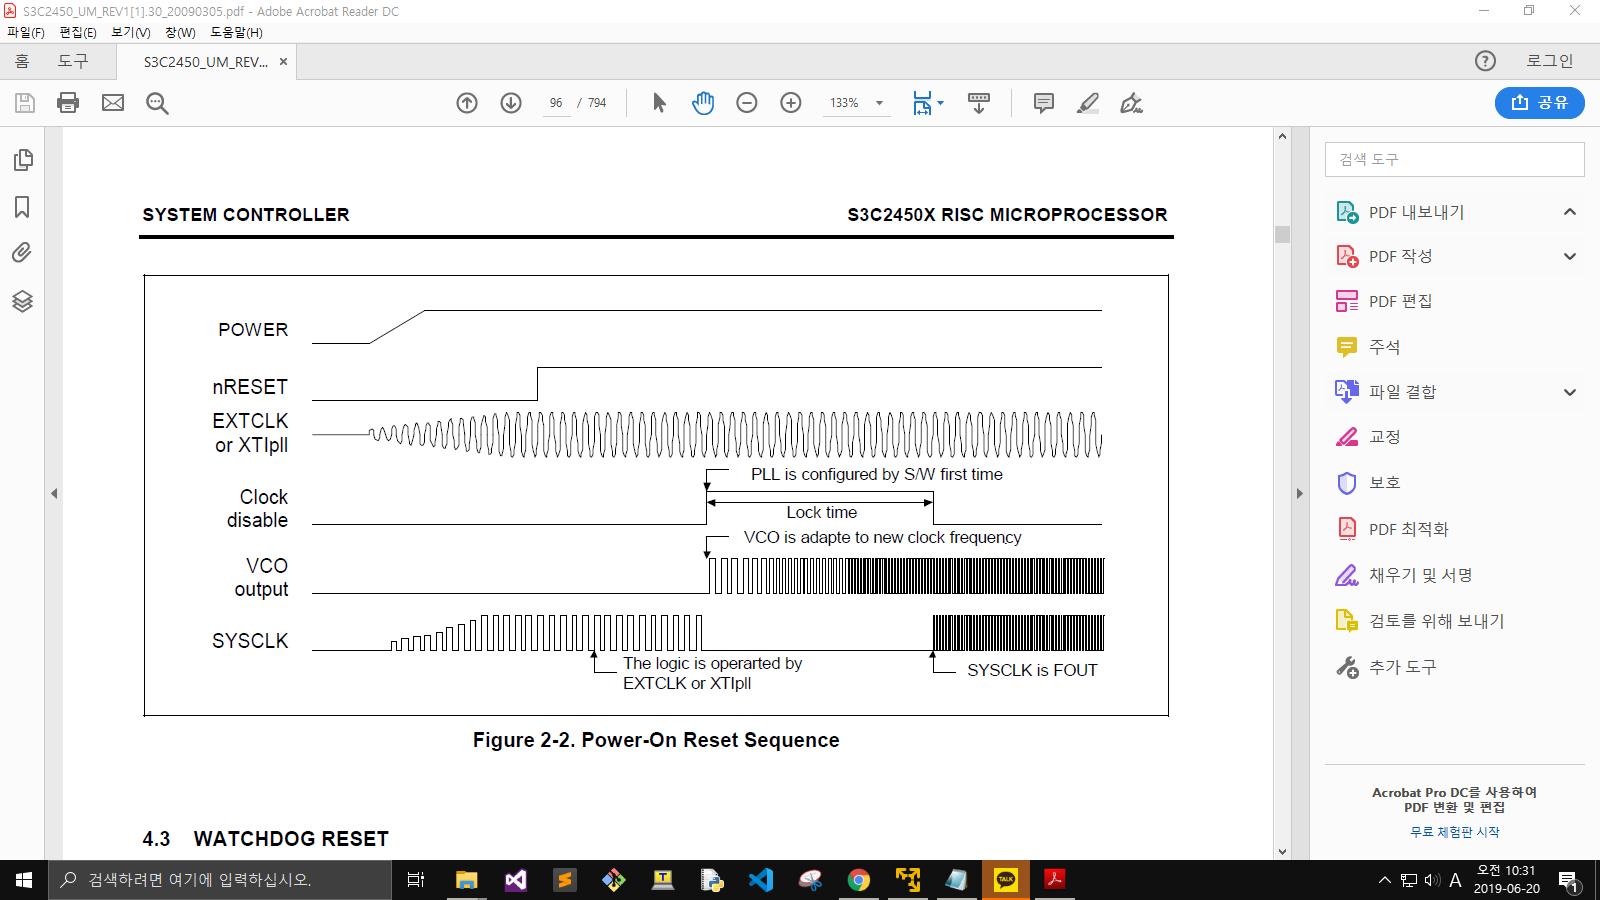 S3C2450_UM_REV1[1].30_20090305.pdf - Adobe Acrobat Reader DC
파일(F) 편집(E) 보기(V) 창(W) 도움말(H)
홈 도구 S3C2450_UM_REV... × 로그인
96 / 794 133% 공유
검색 도구
PDF 내보내기
PDF 작성
PDF 편집
주석
파일 결합
교정
보호
PDF 최적화
채우기 및 서명
검토를 위해 보내기
추가 도구
Acrobat Pro DC를 사용하여
PDF 변환 및 편집
무료 체험판 시작
SYSTEM CONTROLLER S3C2450X RISC MICROPROCESSOR
POWER
nRESET
EXTCLK
or XTIpll
PLL is configured by S/W first time
Clock
disable
Lock time
VCO is adapte to new clock frequency
VCO
output
SYSCLK
The logic is operarted by
EXTCLK or XTIpll
SYSCLK is FOUT
Figure 2-2. Power-On Reset Sequence
4.3 WATCHDOG RESET
검색하려면 여기에 입력하십시오.
TALK
A
오전 10:31
2019-06-20
1